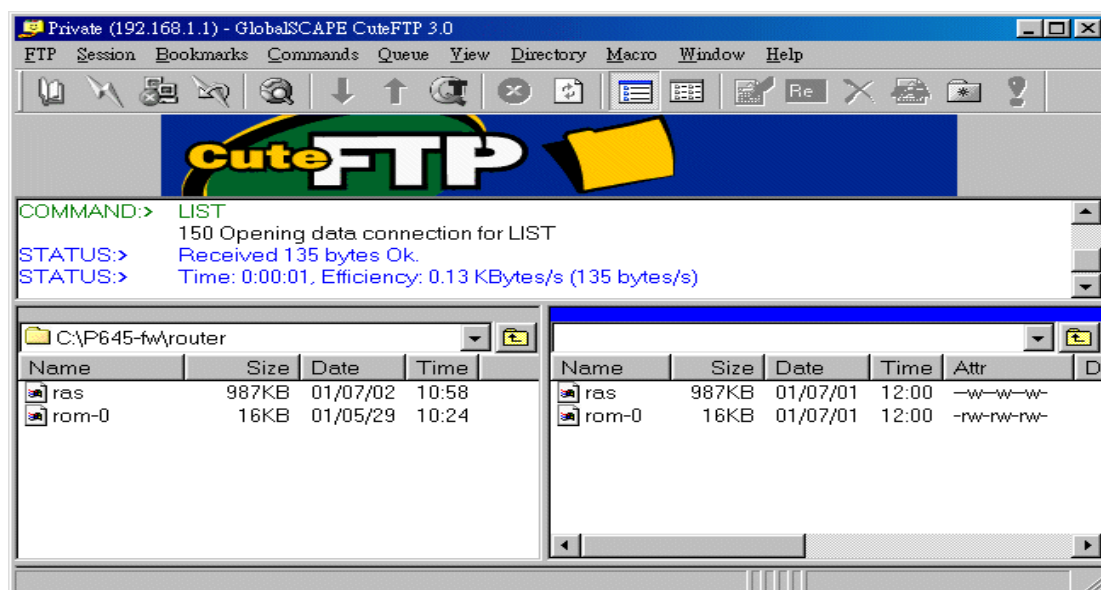 Private (192.168.1.1) - GlobalSCAPE CuteFTP 3.0
FTP Session Bookmarks Commands Queue View Directory Macro Window Help
Re
cute FTP
COMMAND:> LIST
150 Opening data connection for LIST
STATUS:> Received 135 bytes Ok.
STATUS:> Time: 0:00:01, Efficiency: 0.13 KBytes/s (135 bytes/s)
C:\P645-fw\router
Name Size Date Time
ras 987KB 01/07/02 10:58
rom-0 16KB 01/05/29 10:24
Name Size Date Time Attr D
ras 987KB 01/07/01 12:00 --w--w--w-
rom-0 16KB 01/07/01 12:00 -rw-rw-rw-